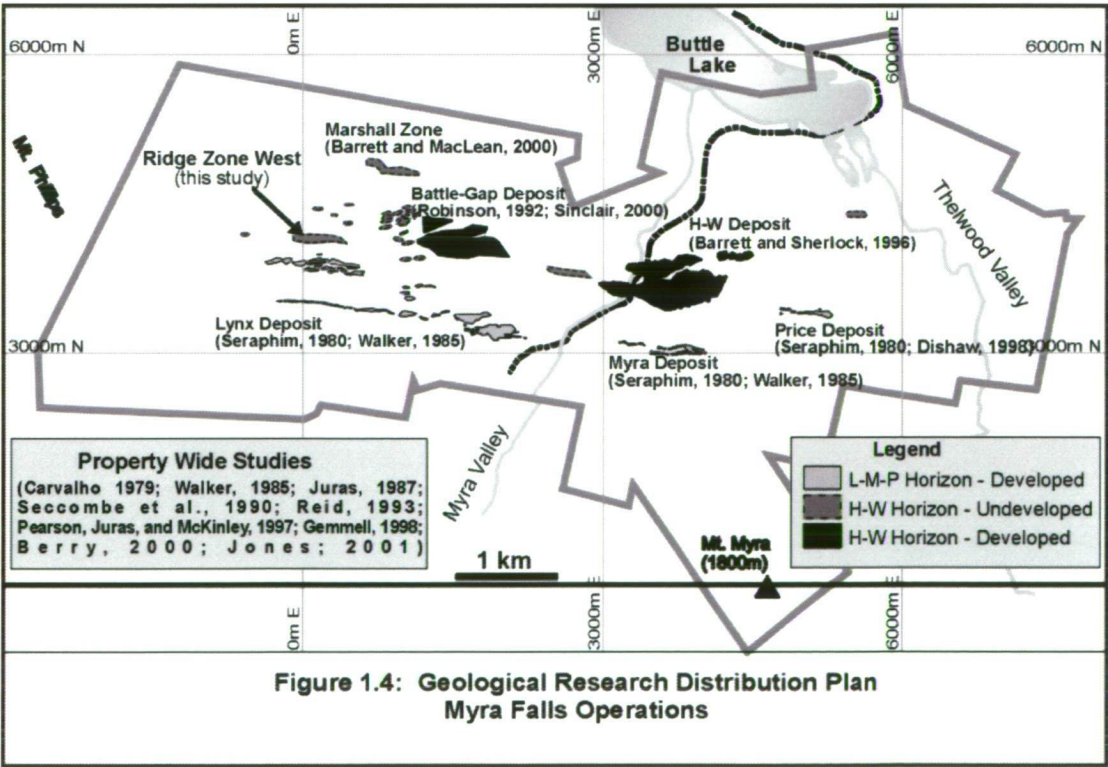 6000m N
0m E
3000m E
6000m E
6000m N
Buttle
Lake
Mt. Phillips
Marshall Zone
(Barrett and MacLean, 2000)
Ridge Zone West
(this study)
Battle-Gap Deposit
(Robinson, 1992; Sinclair, 2000)
H-W Deposit
(Barrett and Sherlock, 1996)
Thelwood Valley
Lynx Deposit
(Seraphim, 1980; Walker, 1985)
Price Deposit
(Seraphim, 1980; Dishaw, 1998)
3000m N
3000m N
Myra Deposit
(Seraphim, 1980; Walker, 1985)
Myra Valley
Property Wide Studies
(Carvalho 1979; Walker, 1985; Juras, 1987;
Seccombe et al., 1990; Reid, 1993;
Pearson, Juras, and McKinley, 1997; Gemmell, 1998;
Berry, 2000; Jones; 2001)
Legend
L-M-P Horizon - Developed
H-W Horizon - Undeveloped
H-W Horizon - Developed
1 km
Mt. Myra
(1800m)
0m E
3000m E
6000m E
Figure 1.4: Geological Research Distribution Plan
Myra Falls Operations